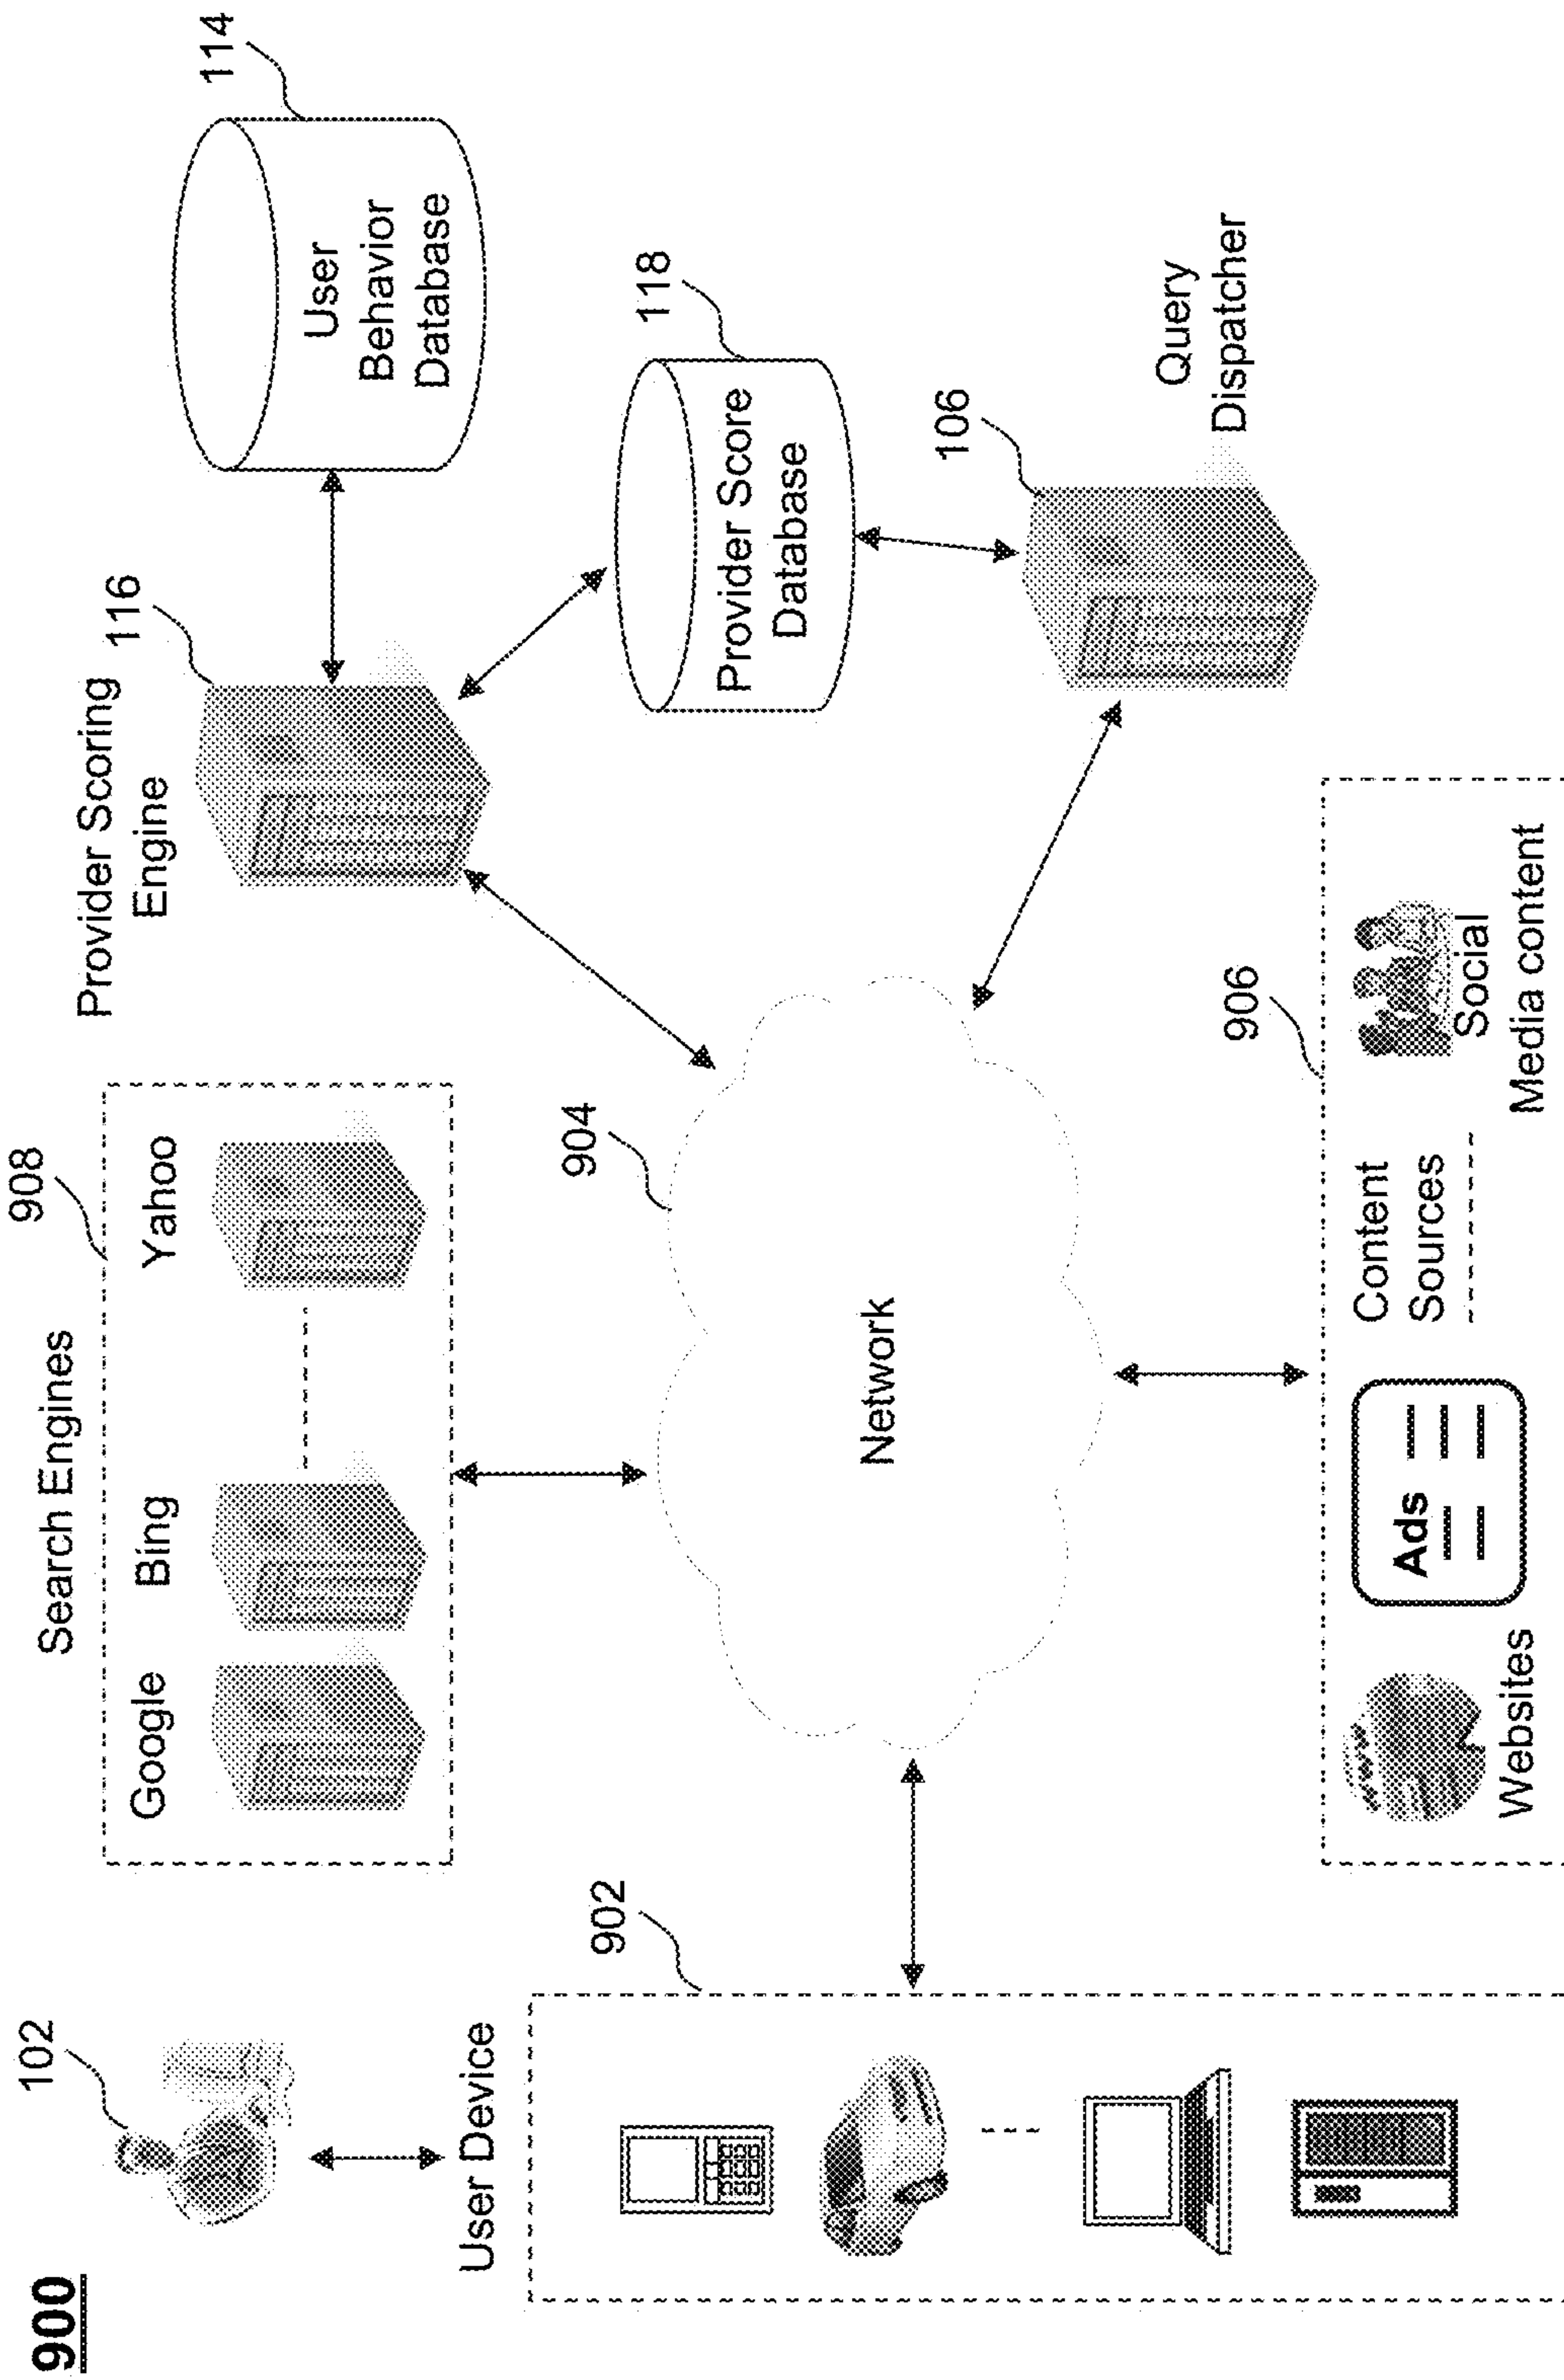 900
102
User Device
902
Search Engines
908
Google
Bing
Yahoo
904
Network
Provider Scoring
Engine
116
114
User
Behavior
Database
118
Provider Score
Database
106
Query
Dispatcher
906
Websites
Ads
Content
Sources
Social
Media content